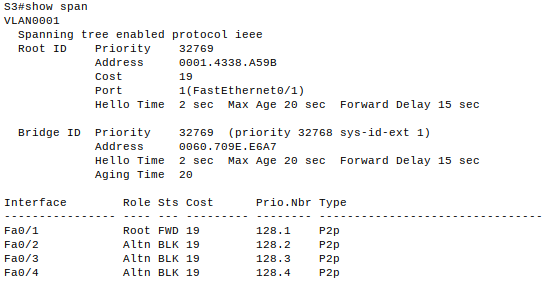 S3#show span
VLAN0001
  Spanning tree enabled protocol ieee
  Root ID    Priority    32769
             Address     0001.4338.A59B
             Cost        19
             Port        1(FastEthernet0/1)
             Hello Time  2 sec  Max Age 20 sec  Forward Delay 15 sec

  Bridge ID  Priority    32769  (priority 32768 sys-id-ext 1)
             Address     0060.709E.E6A7
             Hello Time  2 sec  Max Age 20 sec  Forward Delay 15 sec
             Aging Time  20

Interface        Role Sts Cost      Prio.Nbr Type
---------------- ---- --- --------- -------- --------------------------------
Fa0/1            Root FWD 19        128.1    P2p
Fa0/2            Altn BLK 19        128.2    P2p
Fa0/3            Altn BLK 19        128.3    P2p
Fa0/4            Altn BLK 19        128.4    P2p